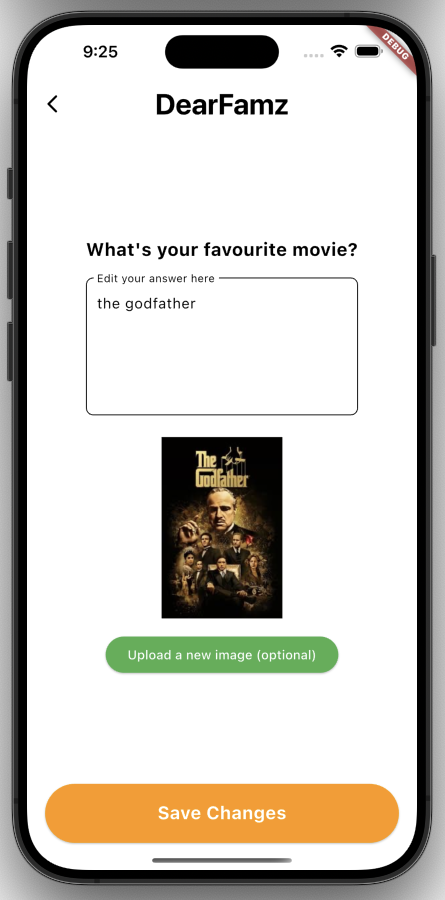 9:25
DEBUG
DearFamz
What's your favourite movie?
Edit your answer here
the godfather
The
Godfather
Upload a new image (optional)
Save Changes